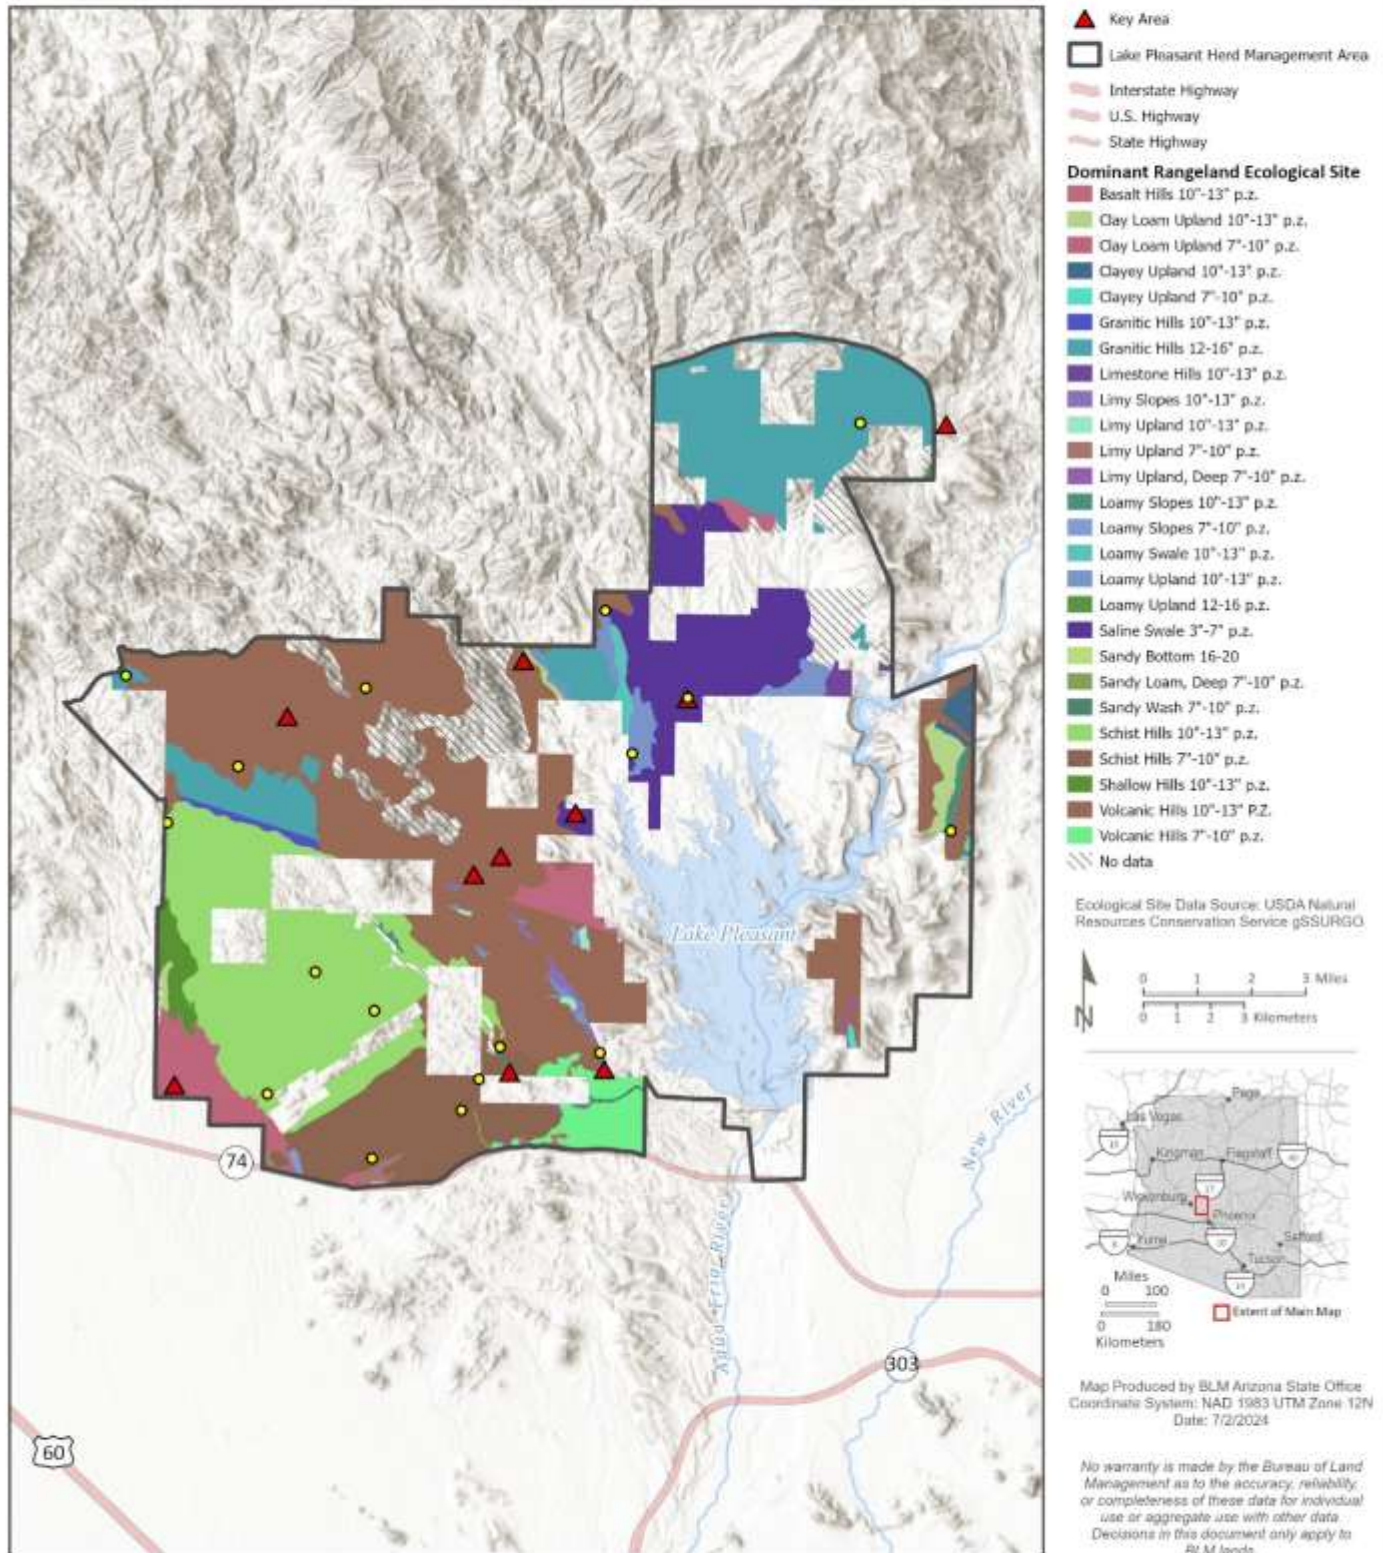 Key Area
Lake Pleasant Herd Management Area
Interstate Highway
U.S. Highway
State Highway
Dominant Rangeland Ecological Site
Basalt Hills 10"-13" p.z.
Clay Loam Upland 10"-13" p.z.
Clay Loam Upland 7"-10" p.z.
Clayey Upland 10"-13" p.z.
Clayey Upland 7"-10" p.z.
Granitic Hills 10"-13" p.z.
Granitic Hills 12-16" p.z.
Limestone Hills 10"-13" p.z.
Limy Slopes 10"-13" p.z.
Limy Upland 10"-13" p.z.
Limy Upland 7"-10" p.z.
Limy Upland, Deep 7"-10" p.z.
Loamy Slopes 10"-13" p.z.
Loamy Slopes 7"-10" p.z.
Loamy Swale 10"-13" p.z.
Loamy Upland 10"-13" p.z.
Loamy Upland 12-16 p.z.
Saline Swale 3"-7" p.z.
Sandy Bottom 16-20
Sandy Loam, Deep 7"-10" p.z.
Sandy Wash 7"-10" p.z.
Schist Hills 10"-13" p.z.
Schist Hills 7"-10" p.z.
Shallow Hills 10"-13" p.z.
Volcanic Hills 10"-13" P.Z.
Volcanic Hills 7"-10" p.z.
No data
Ecological Site Data Source: USDA Natural
Resources Conservation Service gSSURGO
N
0 1 2 3 Miles
0 1 2 3 Kilometers
Lake Pleasant
New River
Agua Fria River
74
303
60
Page
Las Vegas
Kingman
Flagstaff
40
17
Wickenburg
Phoenix
Yuma
Safford
Tucson
Miles
0 100
0 180
Kilometers
Extent of Main Map
Map Produced by BLM Arizona State Office
Coordinate System: NAD 1983 UTM Zone 12N
Date: 7/2/2024
No warranty is made by the Bureau of Land
Management as to the accuracy, reliability,
or completeness of these data for individual
use or aggregate use with other data.
Decisions in this document only apply to
BLM lands.